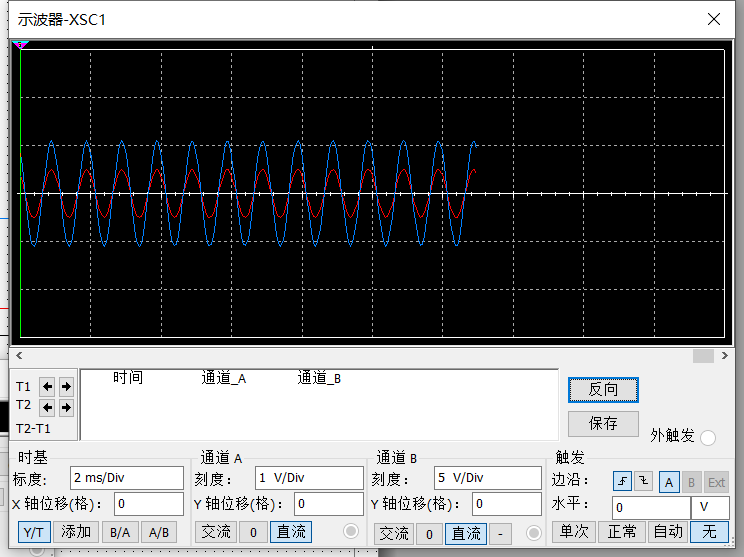 示波器-XSC1
时间 通道_A 通道_B
T1
T2
T2-T1
反向
保存
外触发
时基
标度: 2 ms/Div
X 轴位移(格): 0
Y/T 添加 B/A A/B
通道 A
刻度: 1 V/Div
Y 轴位移(格): 0
交流 0 直流
通道 B
刻度: 5 V/Div
Y 轴位移(格): 0
交流 0 直流 -
触发
边沿: A B Ext
水平: 0 V
单次 正常 自动 无